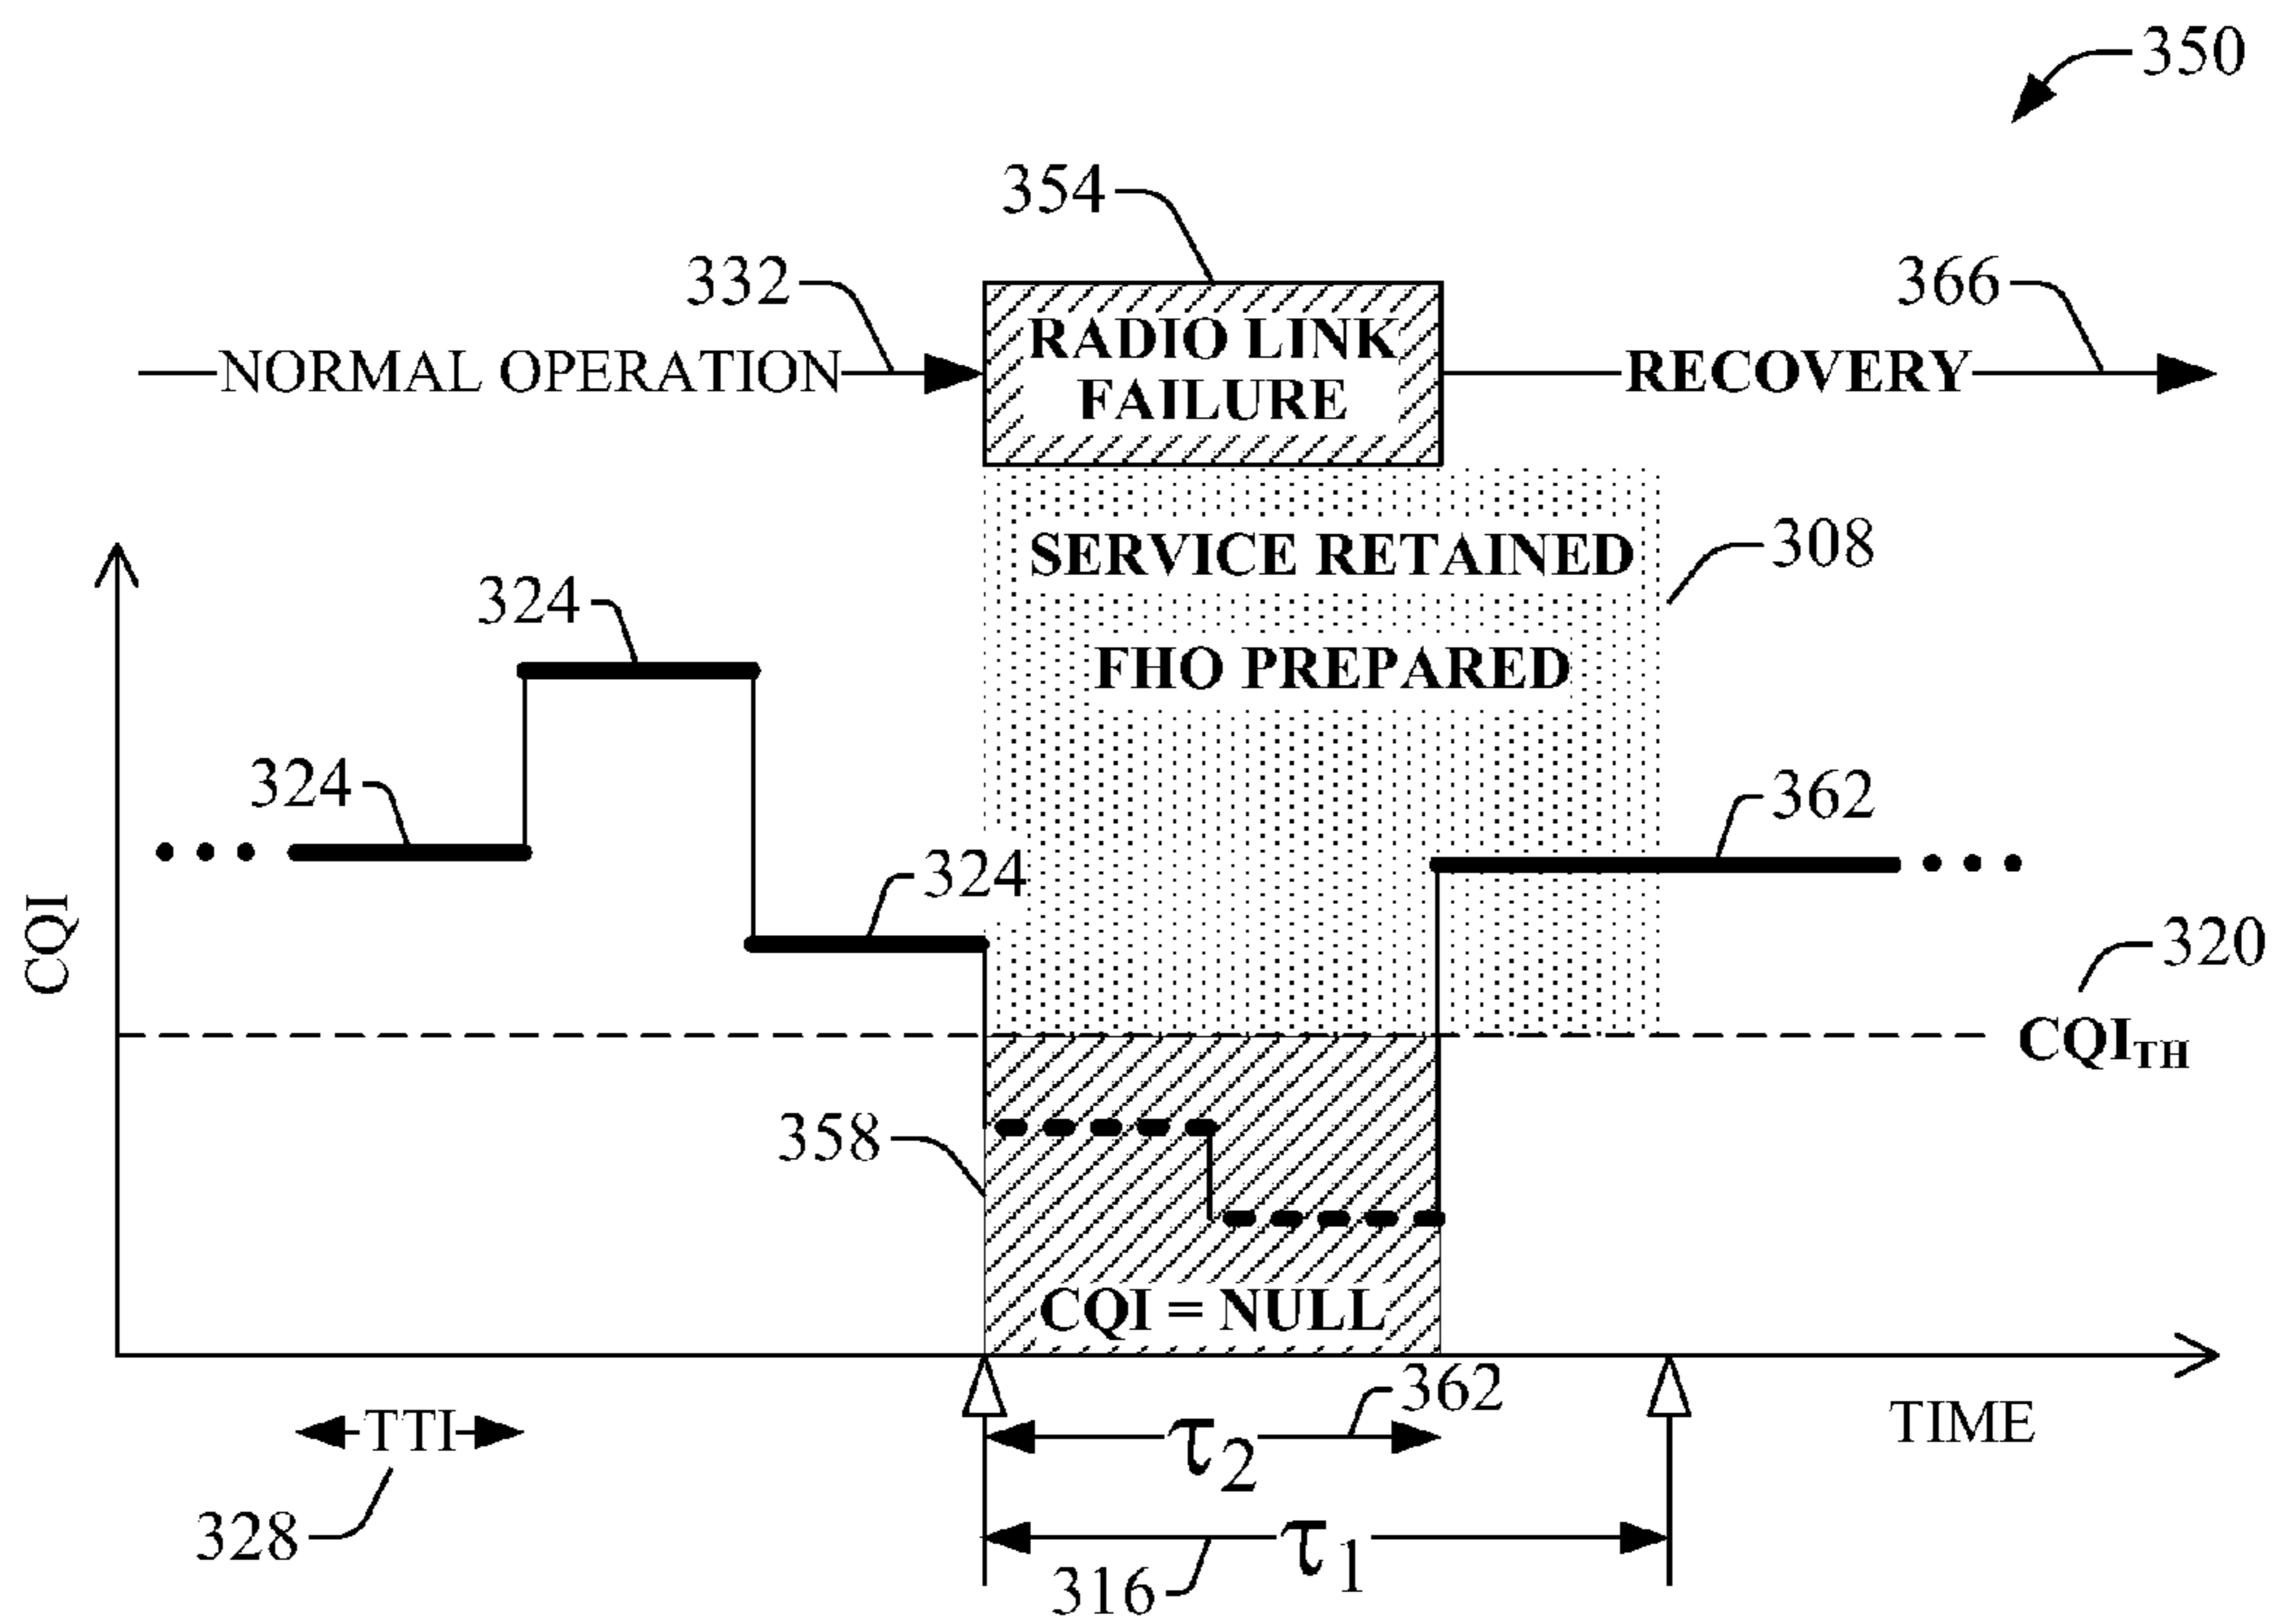 350
354
332
366
NORMAL OPERATION
RADIO LINK
FAILURE
RECOVERY
SERVICE RETAINED
308
324
FHO PREPARED
324
362
324
CQI
320
CQITH
358
CQI = NULL
362
TTI
τ2
TIME
328
316
τ1